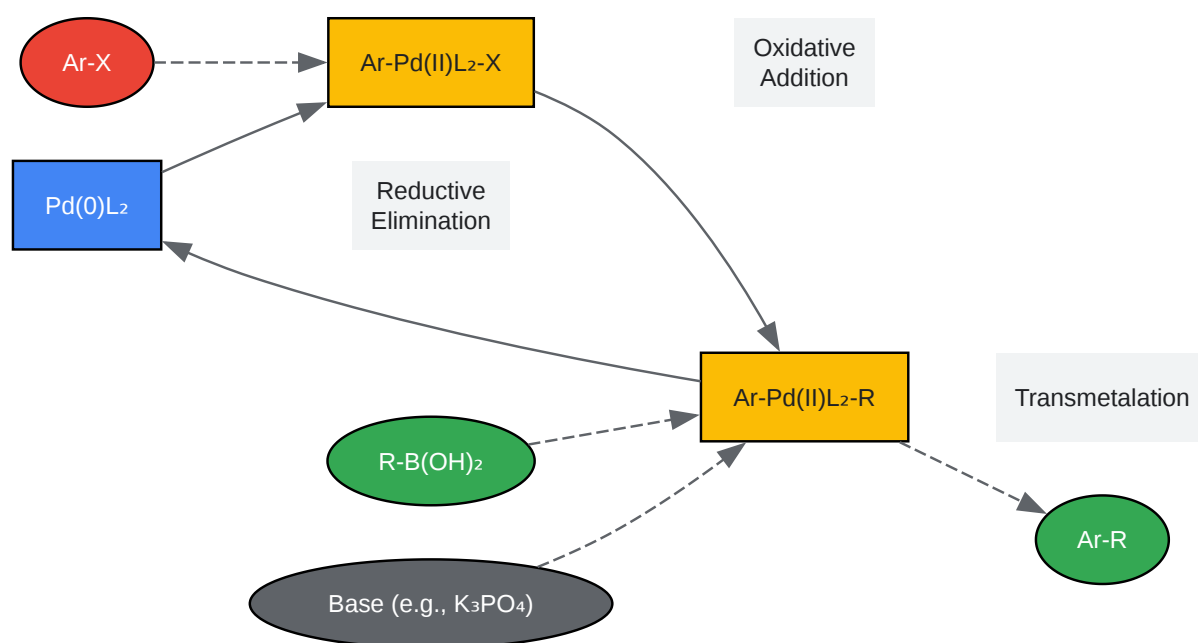 Ar-X
Ar-Pd(II)L₂-X
Oxidative
Addition
Pd(0)L₂
Reductive
Elimination
Ar-Pd(II)L₂-R
Transmetalation
R-B(OH)₂
Ar-R
Base (e.g., K₃PO₄)